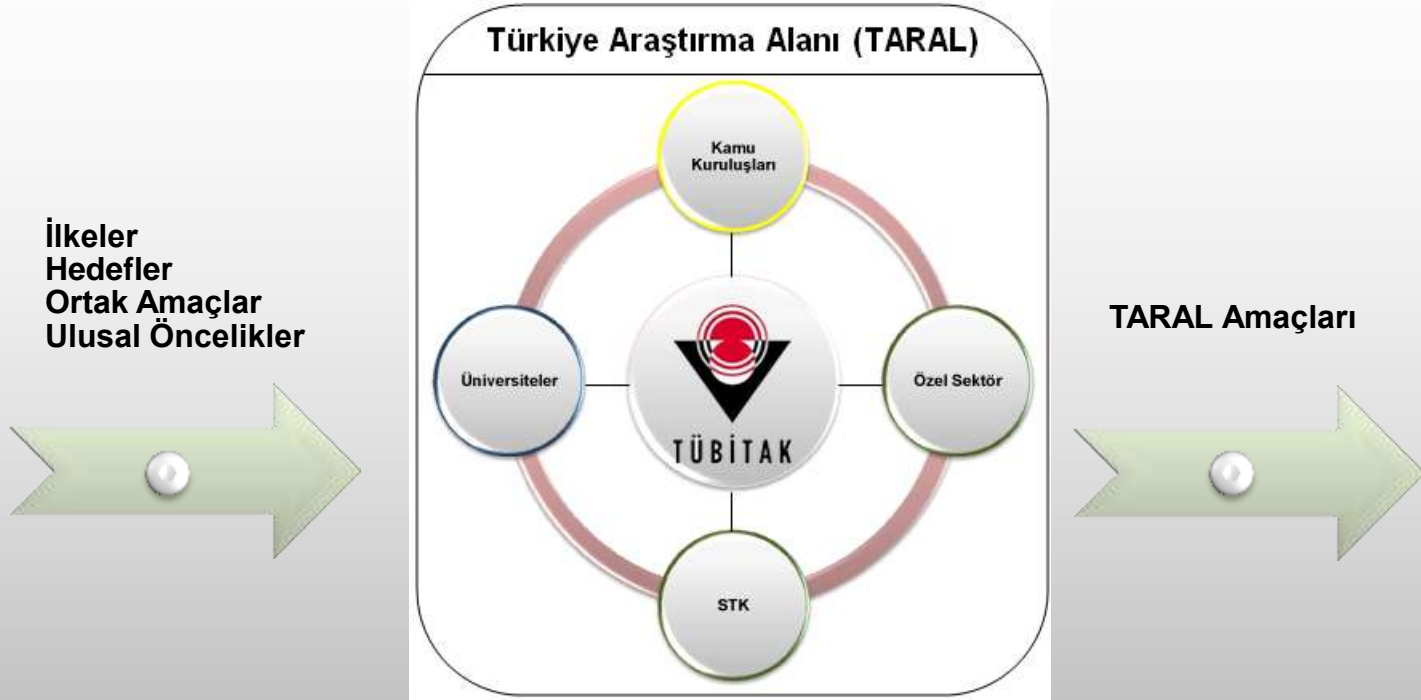 Türkiye Araştırma Alanı (TARAL)
İlkeler
Hedefler
Ortak Amaçlar
Ulusal Öncelikler
Kamu
Kuruluşları
Üniversiteler
TÜBİTAK
Özel Sektör
STK
TARAL Amaçları